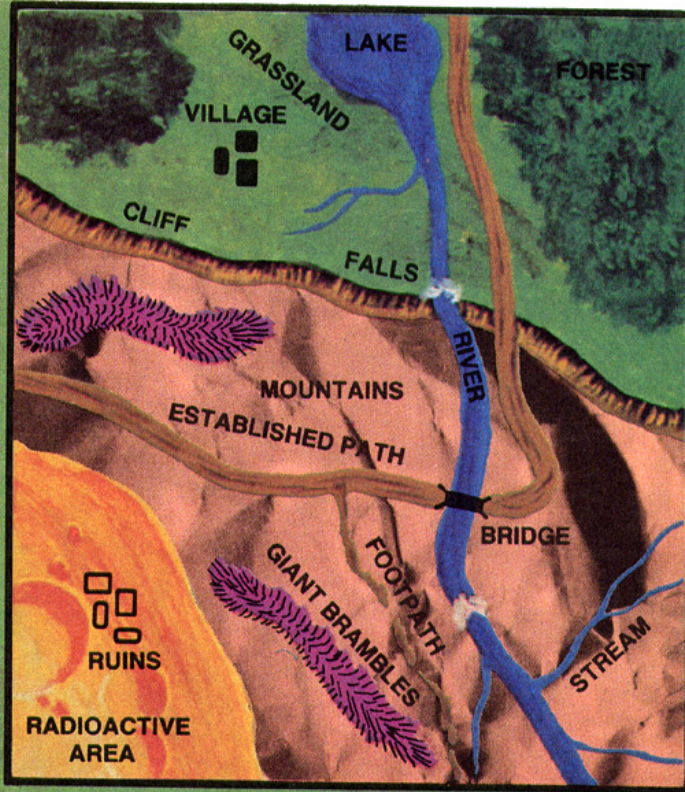 LAKE
GRASSLAND
FOREST
VILLAGE
CLIFF
FALLS
RIVER
MOUNTAINS
ESTABLISHED PATH
BRIDGE
FOOTPATH
GIANT BRAMBLES
STREAM
RUINS
RADIOACTIVE
AREA